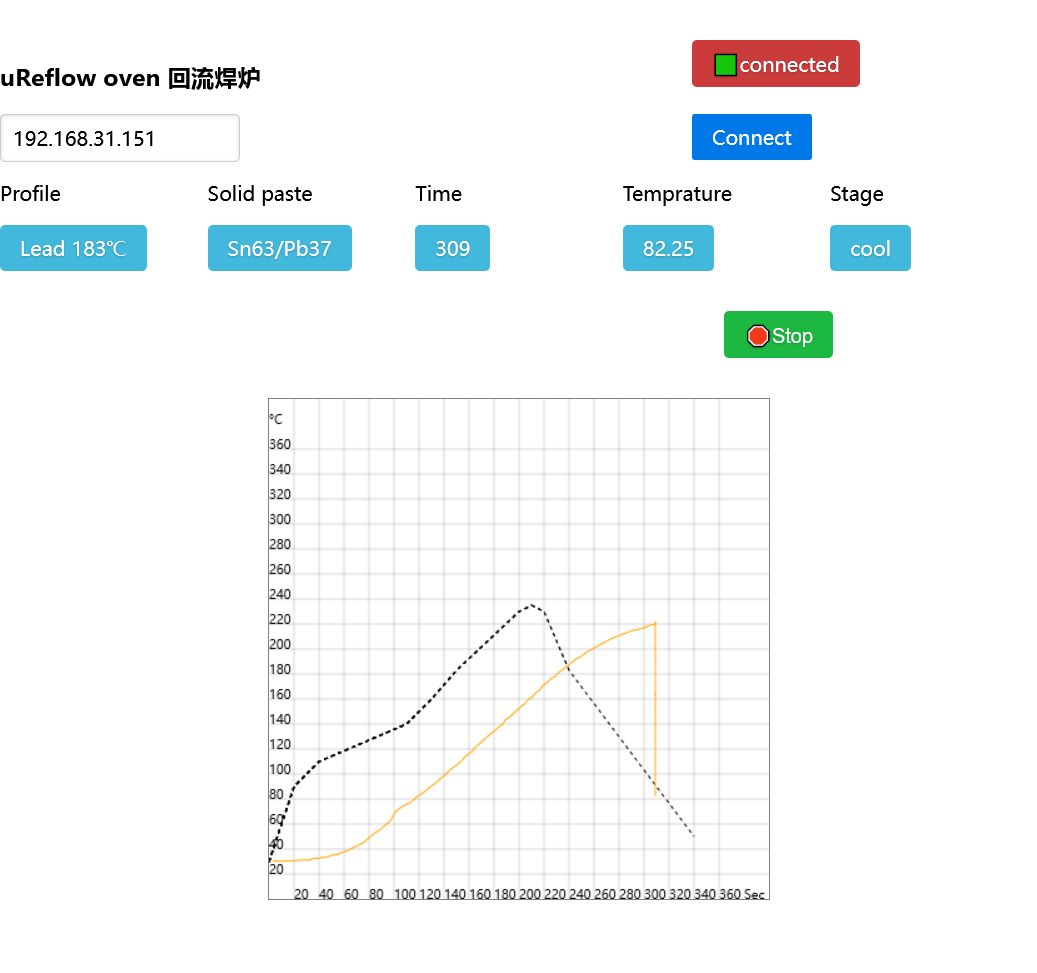 connected
uReflow oven 回流焊炉
192.168.31.151
Connect
Profile Solid paste Time Temprature Stage
Lead 183℃ Sn63/Pb37 309 82.25 cool
Stop
℃
360
340
320
300
280
260
240
220
200
180
160
140
120
100
80
60
40
20
20 40 60 80 100 120 140 160 180 200 220 240 260 280 300 320 340 360 Sec